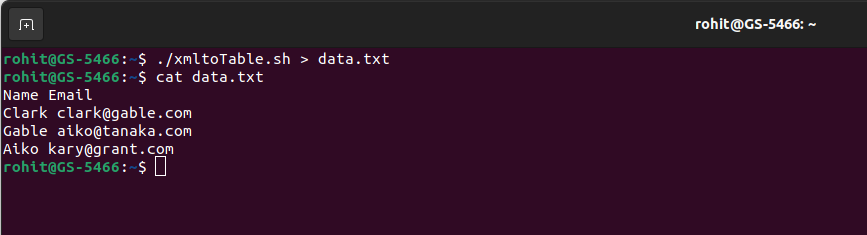 rohit@GS-5466: ~
rohit@GS-5466:~$ ./xmltoTable.sh > data.txt
rohit@GS-5466:~$ cat data.txt
Name Email
Clark clark@gable.com
Gable aiko@tanaka.com
Aiko kary@grant.com
rohit@GS-5466:~$